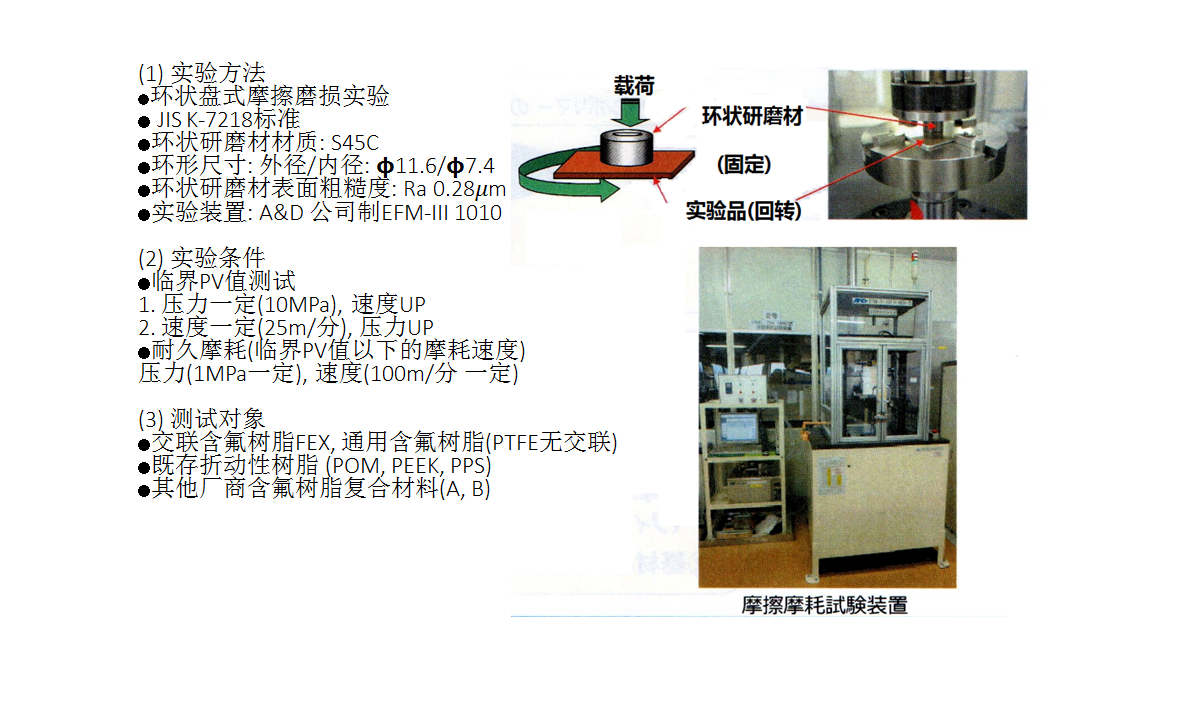 (1) 实验方法
●环状盘式摩擦磨损实验
● JIS K-7218标准
●环状研磨材材质: S45C
●环形尺寸: 外径/内径: ϕ11.6/ϕ7.4
●环状研磨材表面粗糙度: Ra 0.28μm
●实验装置: A&D 公司制EFM-III 1010
(2) 实验条件
●临界PV值测试
1. 压力一定(10MPa), 速度UP
2. 速度一定(25m/分), 压力UP
●耐久摩耗(临界PV值以下的摩耗速度)
压力(1MPa一定), 速度(100m/分 一定)
(3) 测试对象
●交联含氟树脂FEX, 通用含氟树脂(PTFE无交联)
●既存折动性树脂 (POM, PEEK, PPS)
●其他厂商含氟树脂复合材料(A, B)
载荷
环状研磨材
(固定)
实验品(回转)
摩擦摩耗試験装置